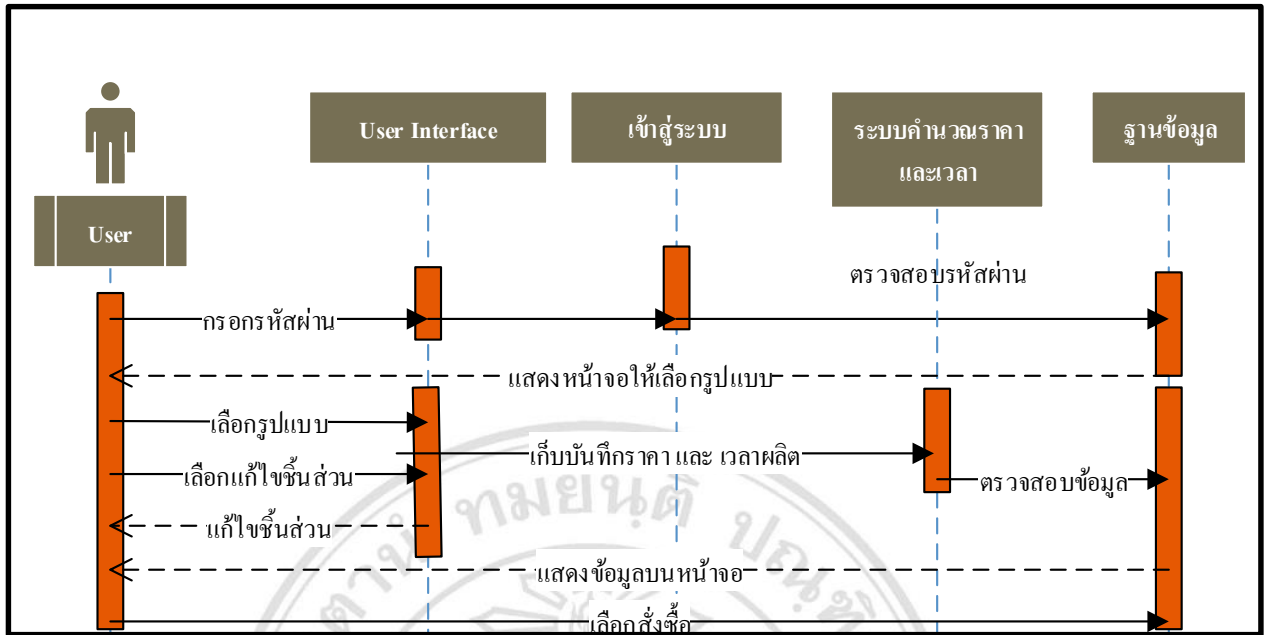 User Interface
เข้าสู่ระบบ
ระบบคำนวณราคา
และเวลา
ฐานข้อมูล
User
ตรวจสอบรหัสผ่าน
กรอกรหัสผ่าน
แสดงหน้าจอให้เลือกรูปแบบ
เลือกรูปแบบ
เก็บบันทึกราคา และ เวลาผลิต
เลือกแก้ไขชิ้นส่วน
ตรวจสอบข้อมูล
แก้ไขชิ้นส่วน
แสดงข้อมูลบนหน้าจอ
เลือกสั่งซื้อ